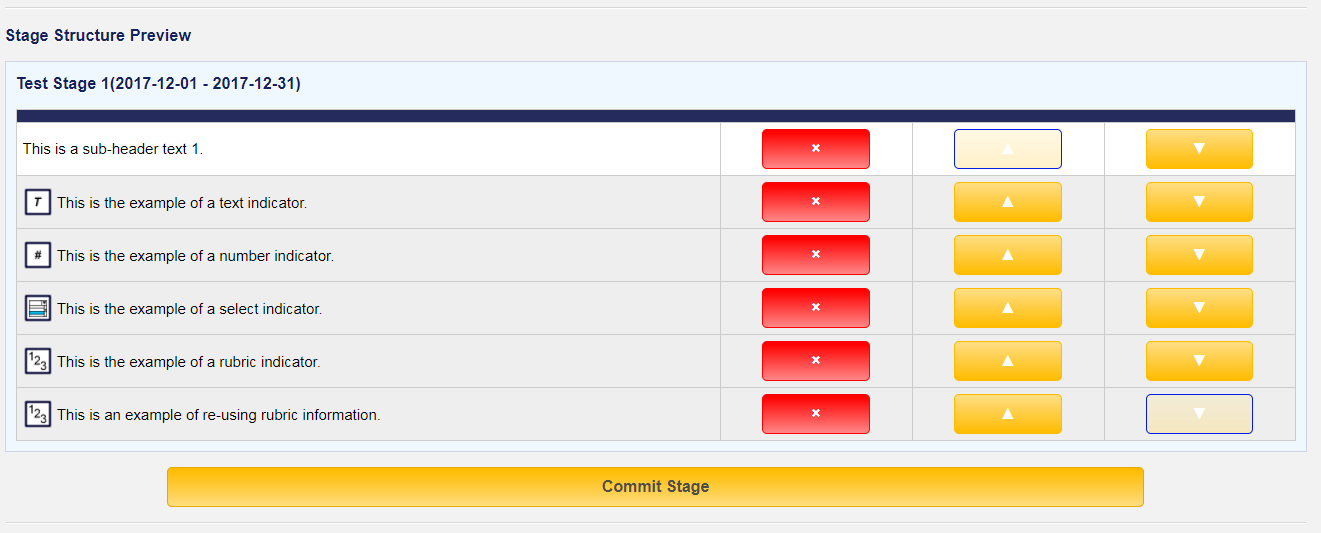 Stage Structure Preview
Test Stage 1(2017-12-01 - 2017-12-31)
This is a sub-header text 1.
T This is the example of a text indicator.
# This is the example of a number indicator.
This is the example of a select indicator.
123 This is the example of a rubric indicator.
123 This is an example of re-using rubric information.
Commit Stage